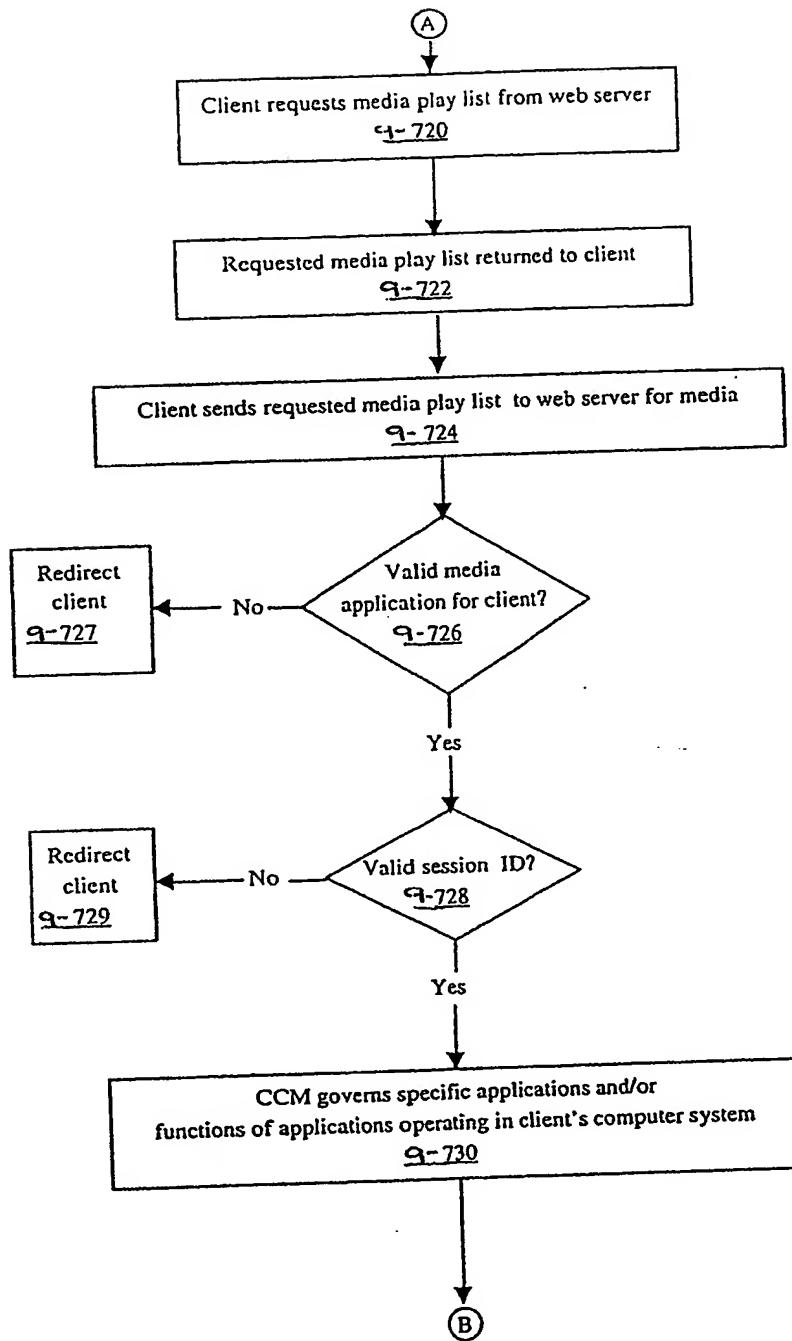 A
Client requests media play list from web server
9-720
Requested media play list returned to client
9-722
Client sends requested media play list to web server for media
9-724
Valid media
application for client?
9-726
No
Redirect
client
9-727
Yes
Valid session ID?
9-728
No
Redirect
client
9-729
Yes
CCM governs specific applications and/or
functions of applications operating in client's computer system
9-730
B